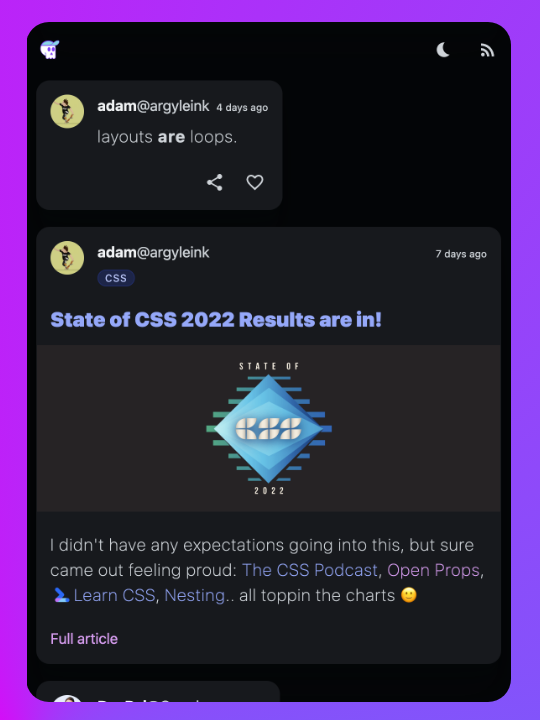 adam@argyleink 4 days ago
layouts are loops.
adam@argyleink 7 days ago
CSS
State of CSS 2022 Results are in!
STATE OF
CSS
2022
I didn't have any expectations going into this, but sure
came out feeling proud: The CSS Podcast, Open Props,
Learn CSS, Nesting.. all toppin the charts 🙂
Full article